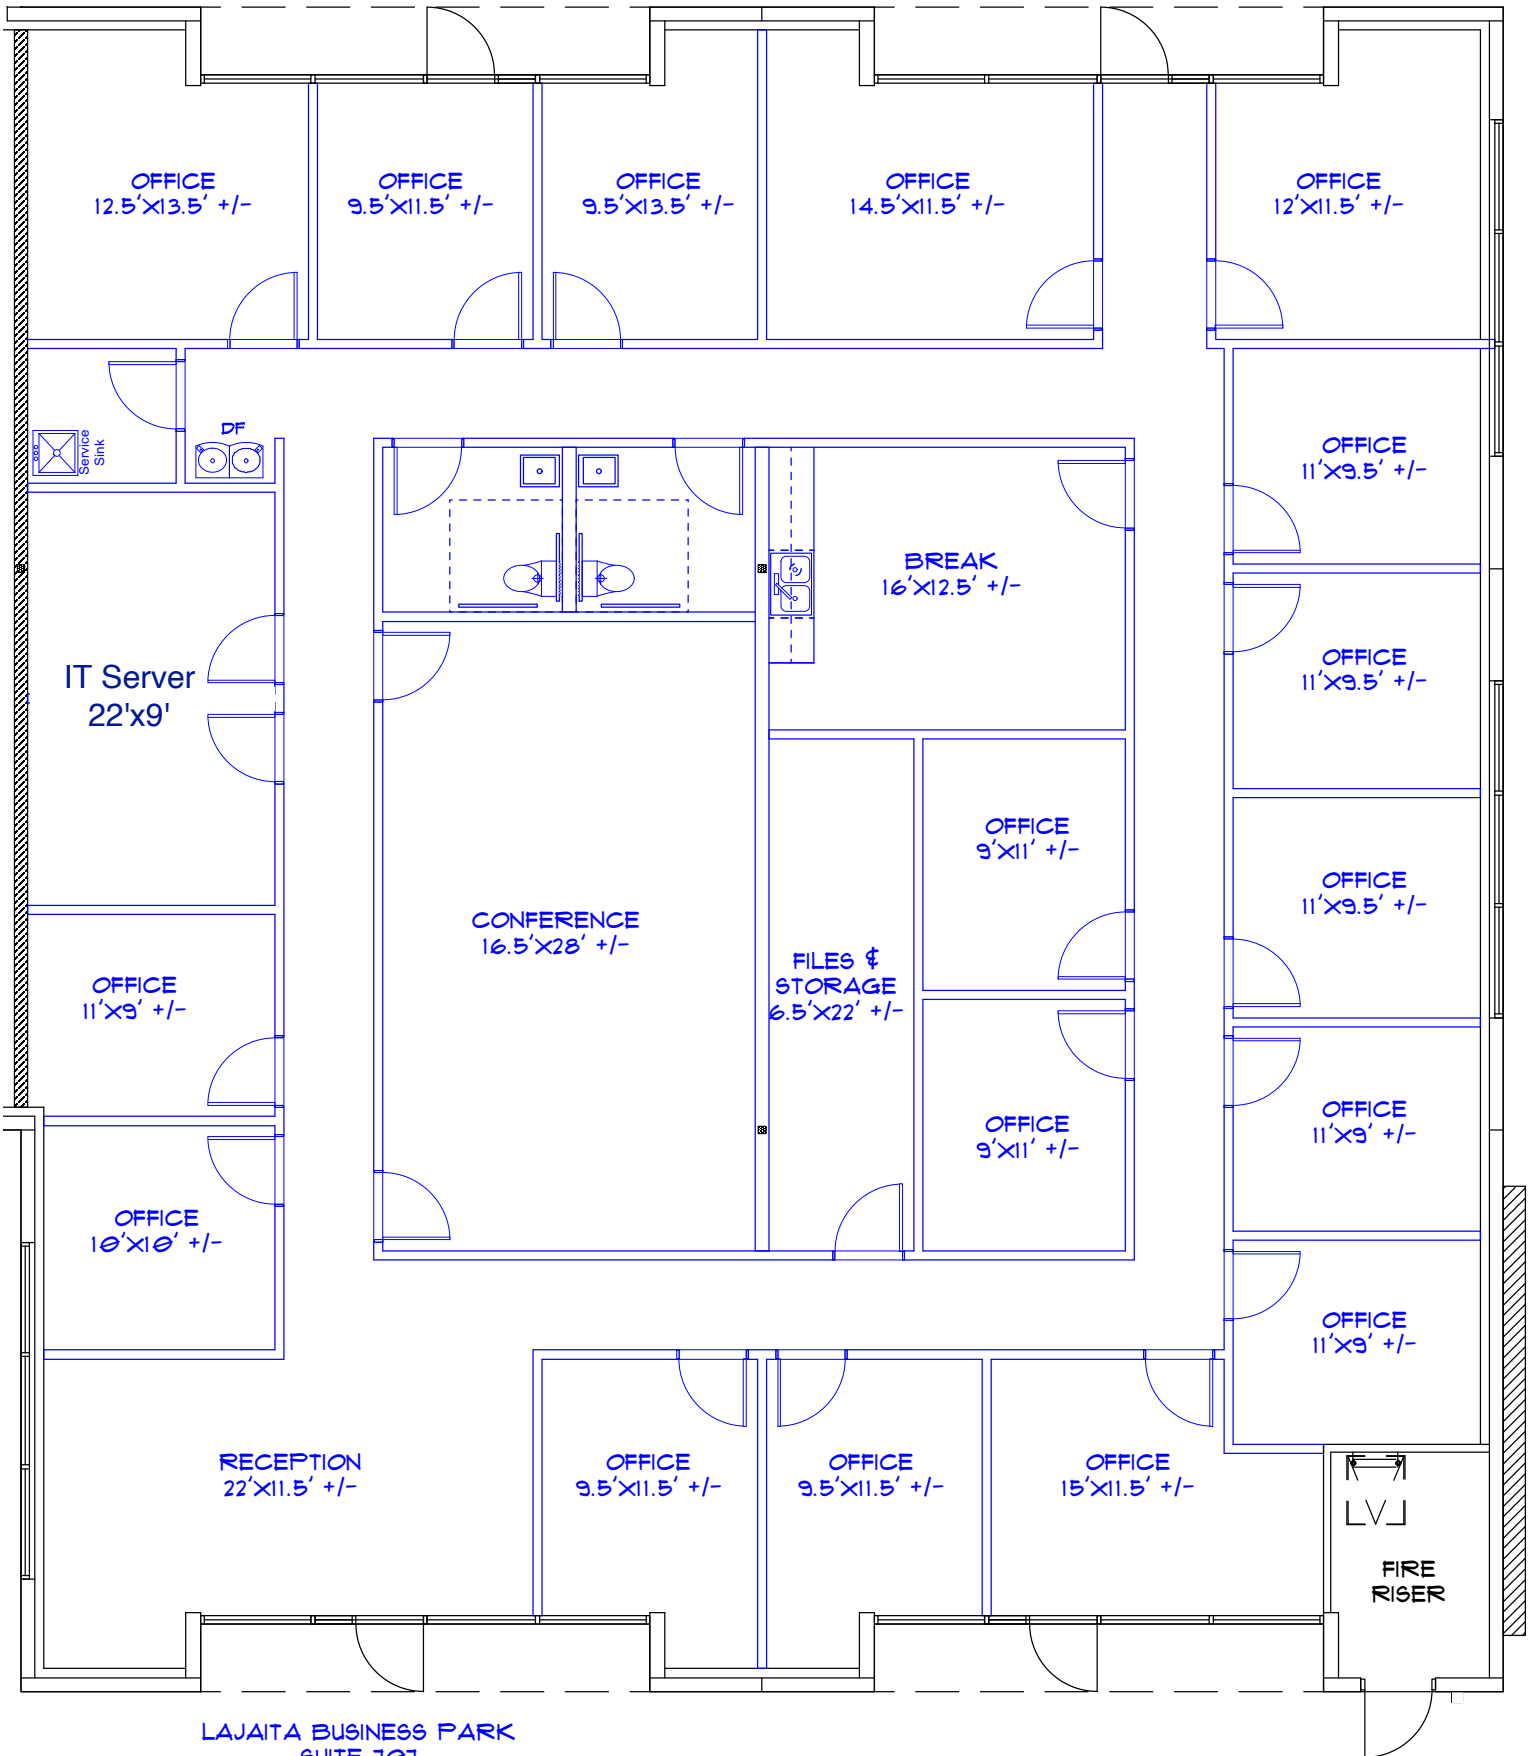 OFFICE
12.5'X13.5' +/-
OFFICE
9.5'X11.5' +/-
OFFICE
9.5'X13.5' +/-
OFFICE
14.5'X11.5' +/-
OFFICE
12'X11.5' +/-
Service
Sink
DF
OFFICE
11'X9.5' +/-
BREAK
16'X12.5' +/-
OFFICE
11'X9.5' +/-
IT Server
22'x9'
OFFICE
9'X11' +/-
OFFICE
11'X9.5' +/-
CONFERENCE
16.5'X28' +/-
FILES &
STORAGE
6.5'X22' +/-
OFFICE
11'X9' +/-
OFFICE
9'X11' +/-
OFFICE
11'X9' +/-
OFFICE
10'X10' +/-
OFFICE
11'X9' +/-
RECEPTION
22'X11.5' +/-
OFFICE
9.5'X11.5' +/-
OFFICE
9.5'X11.5' +/-
OFFICE
15'X11.5' +/-
FIRE
RISER
LAJAITA BUSINESS PARK
SUITE